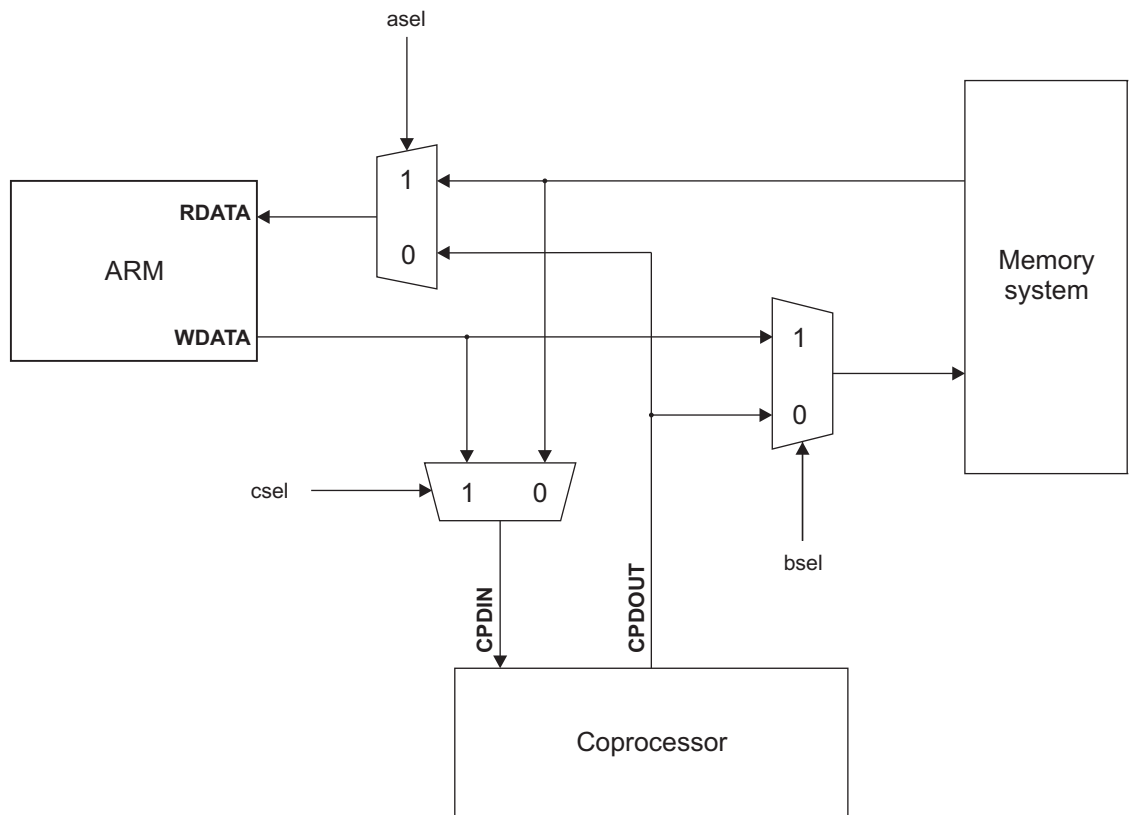 asel
1
RDATA
0
ARM
Memory
system
WDATA
1
0
csel
1 0
bsel
CPDIN
CPDOUT
Coprocessor